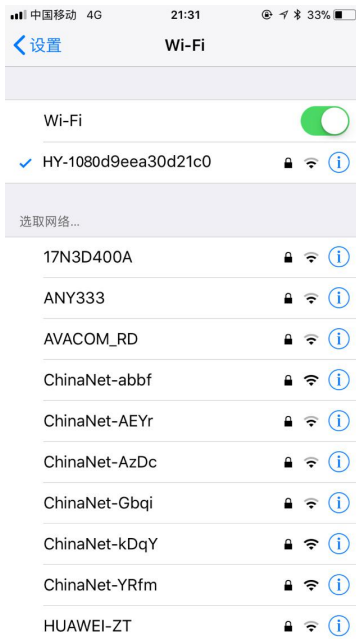 中国移动 4G 21:31 33%
设置 Wi-Fi
Wi-Fi
HY-1080d9eea30d21c0
选取网络...
17N3D400A
ANY333
AVACOM_RD
ChinaNet-abbf
ChinaNet-AEYr
ChinaNet-AzDc
ChinaNet-Gbqi
ChinaNet-kDqY
ChinaNet-YRfm
HUAWEI-ZT